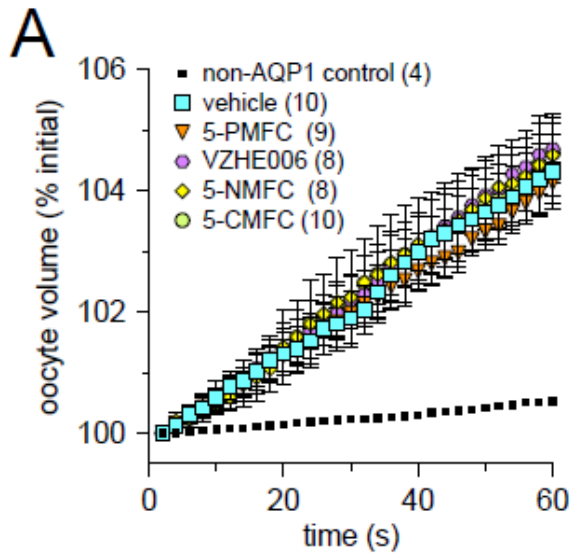 A
106
104
102
100
oocyte volume (% initial)
non-AQP1 control (4)
vehicle (10)
5-PMFC (9)
VZHE006 (8)
5-NMFC (8)
5-CMFC (10)
0 20 40 60
time (s)